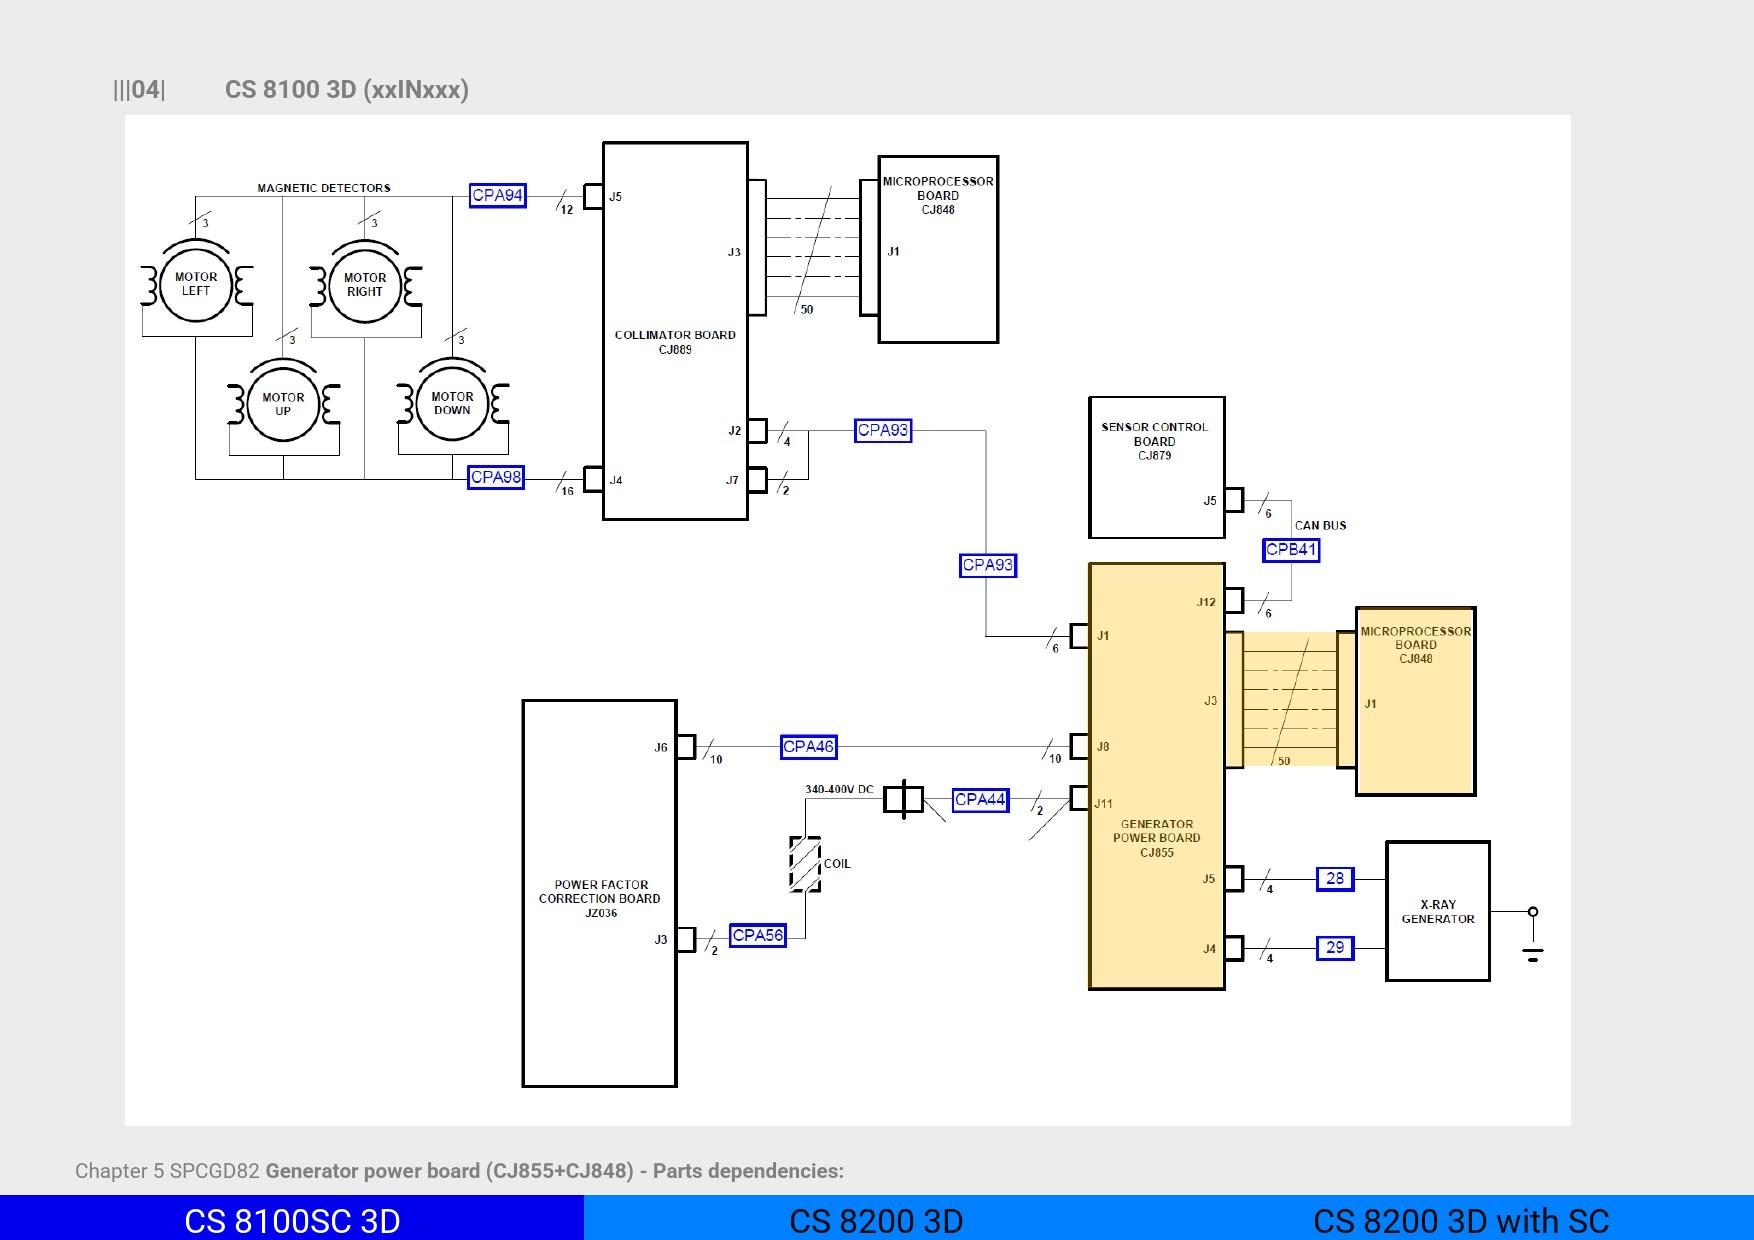 |||04| CS 8100 3D (xxINxxx)
MAGNETIC DETECTORS
CPA94
12
J5
3
3
MOTOR
LEFT
MOTOR
RIGHT
3
3
MOTOR
UP
MOTOR
DOWN
CPA98
16
J4
J3
COLLIMATOR BOARD
CJ889
J2
4
J7
2
50
MICROPROCESSOR
BOARD
CJ848
J1
CPA93
CPA93
6
J1
SENSOR CONTROL
BOARD
CJ879
J5
6
CAN BUS
CPB41
J12
6
J3
50
MICROPROCESSOR
BOARD
CJ848
J1
J6
10
CPA46
10
J8
340-400V DC
CPA44
2
J11
COIL
GENERATOR
POWER BOARD
CJ855
POWER FACTOR
CORRECTION BOARD
JZ036
J3
2
CPA56
J5
4
28
J4
4
29
X-RAY
GENERATOR
Chapter 5 SPCGD82 Generator power board (CJ855+CJ848) - Parts dependencies:
CS 8100SC 3D
CS 8200 3D
CS 8200 3D with SC